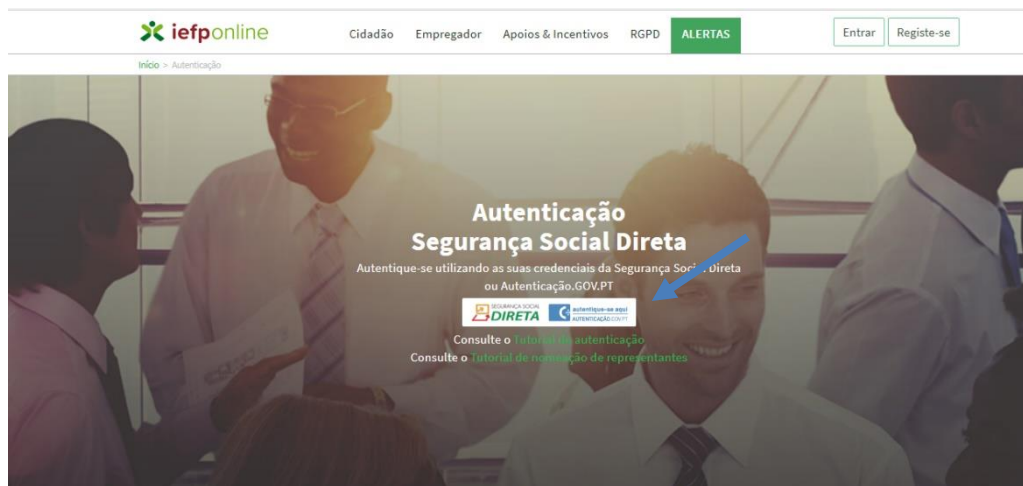 iefponline
Cidadão Empregador Apoios & Incentivos RGPD ALERTAS Entrar Registe-se
Início > Autenticação
Autenticação
Segurança Social Direta
Autentique-se utilizando as suas credenciais da Segurança Social Direta
ou Autenticação.GOV.PT
SEGURANÇA SOCIAL
DIRETA
autentique-se aqui
AUTENTICAÇÃO.GOV.PT
Consulte o Tutorial de autenticação
Consulte o Tutorial de nomeação de representantes